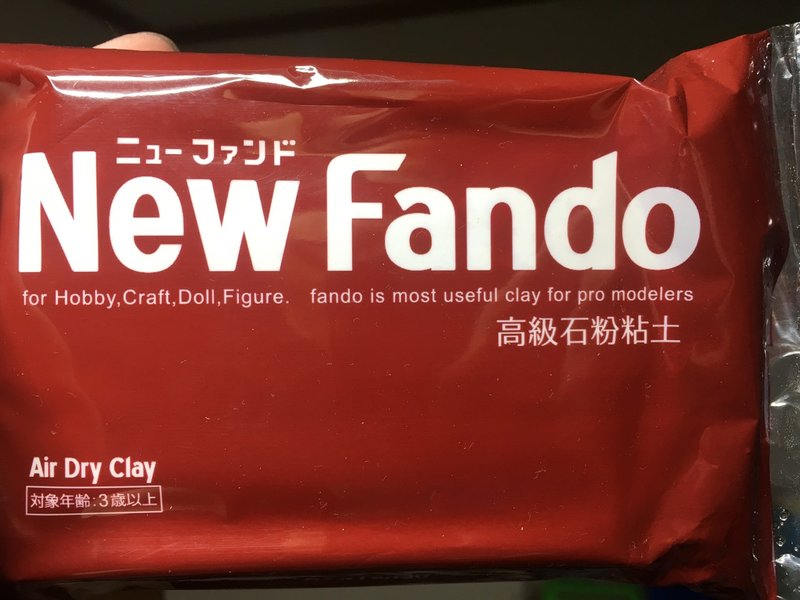 ニューファンド
New Fando
for Hobby,Craft,Doll,Figure. fando is most useful clay for pro modelers
高級石粉粘土
Air Dry Clay
対象年齢:3歳以上